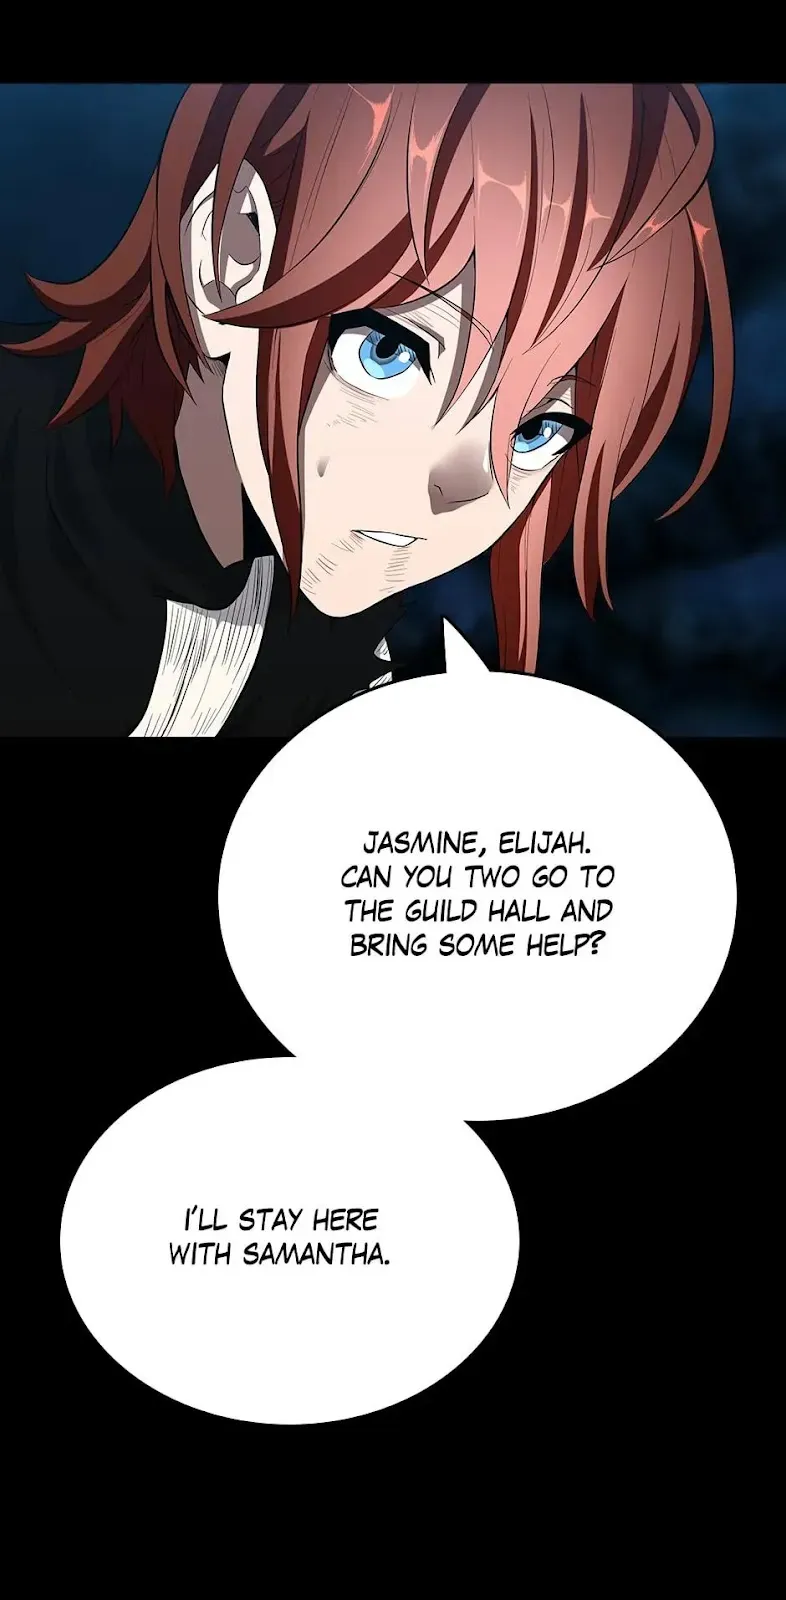 JASMINE, ELIJAH.
CAN YOU TWO GO TO
THE GUILD HALL AND
BRING SOME HELP?
I'LL STAY HERE
WITH SAMANTHA.